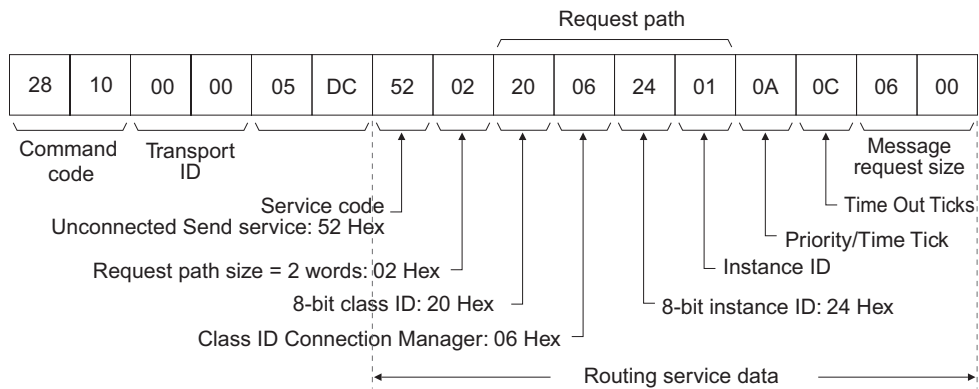 Request path
28 10 00 00 05 DC 52 02 20 06 24 01 0A 0C 06 00
Command code
Transport ID
Message request size
Service code
Unconnected Send service: 52 Hex
Time Out Ticks
Priority/Time Tick
Request path size = 2 words: 02 Hex
Instance ID
8-bit class ID: 20 Hex
8-bit instance ID: 24 Hex
Class ID Connection Manager: 06 Hex
Routing service data